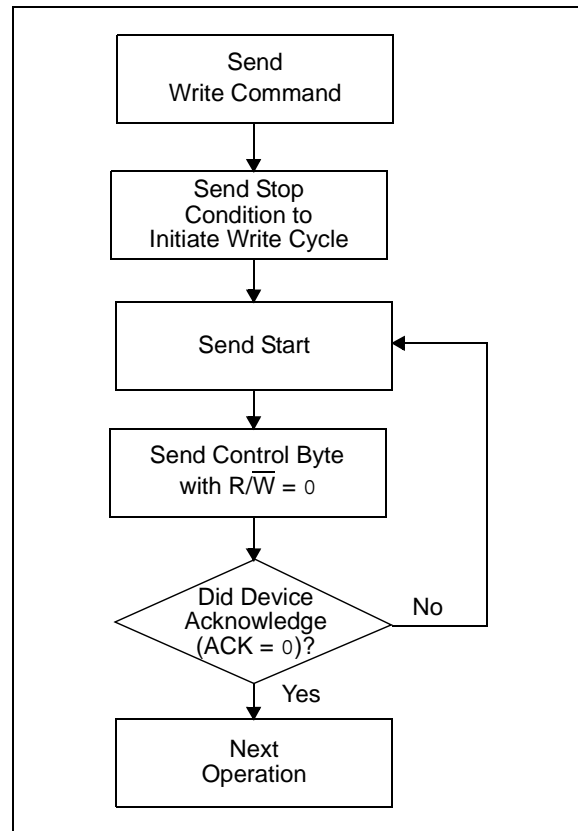 Send
Write Command
Send Stop
Condition to
Initiate Write Cycle
Send Start
Send Control Byte
with R/W̅ = 0
Did Device
Acknowledge
(ACK = 0)?
No
Yes
Next
Operation